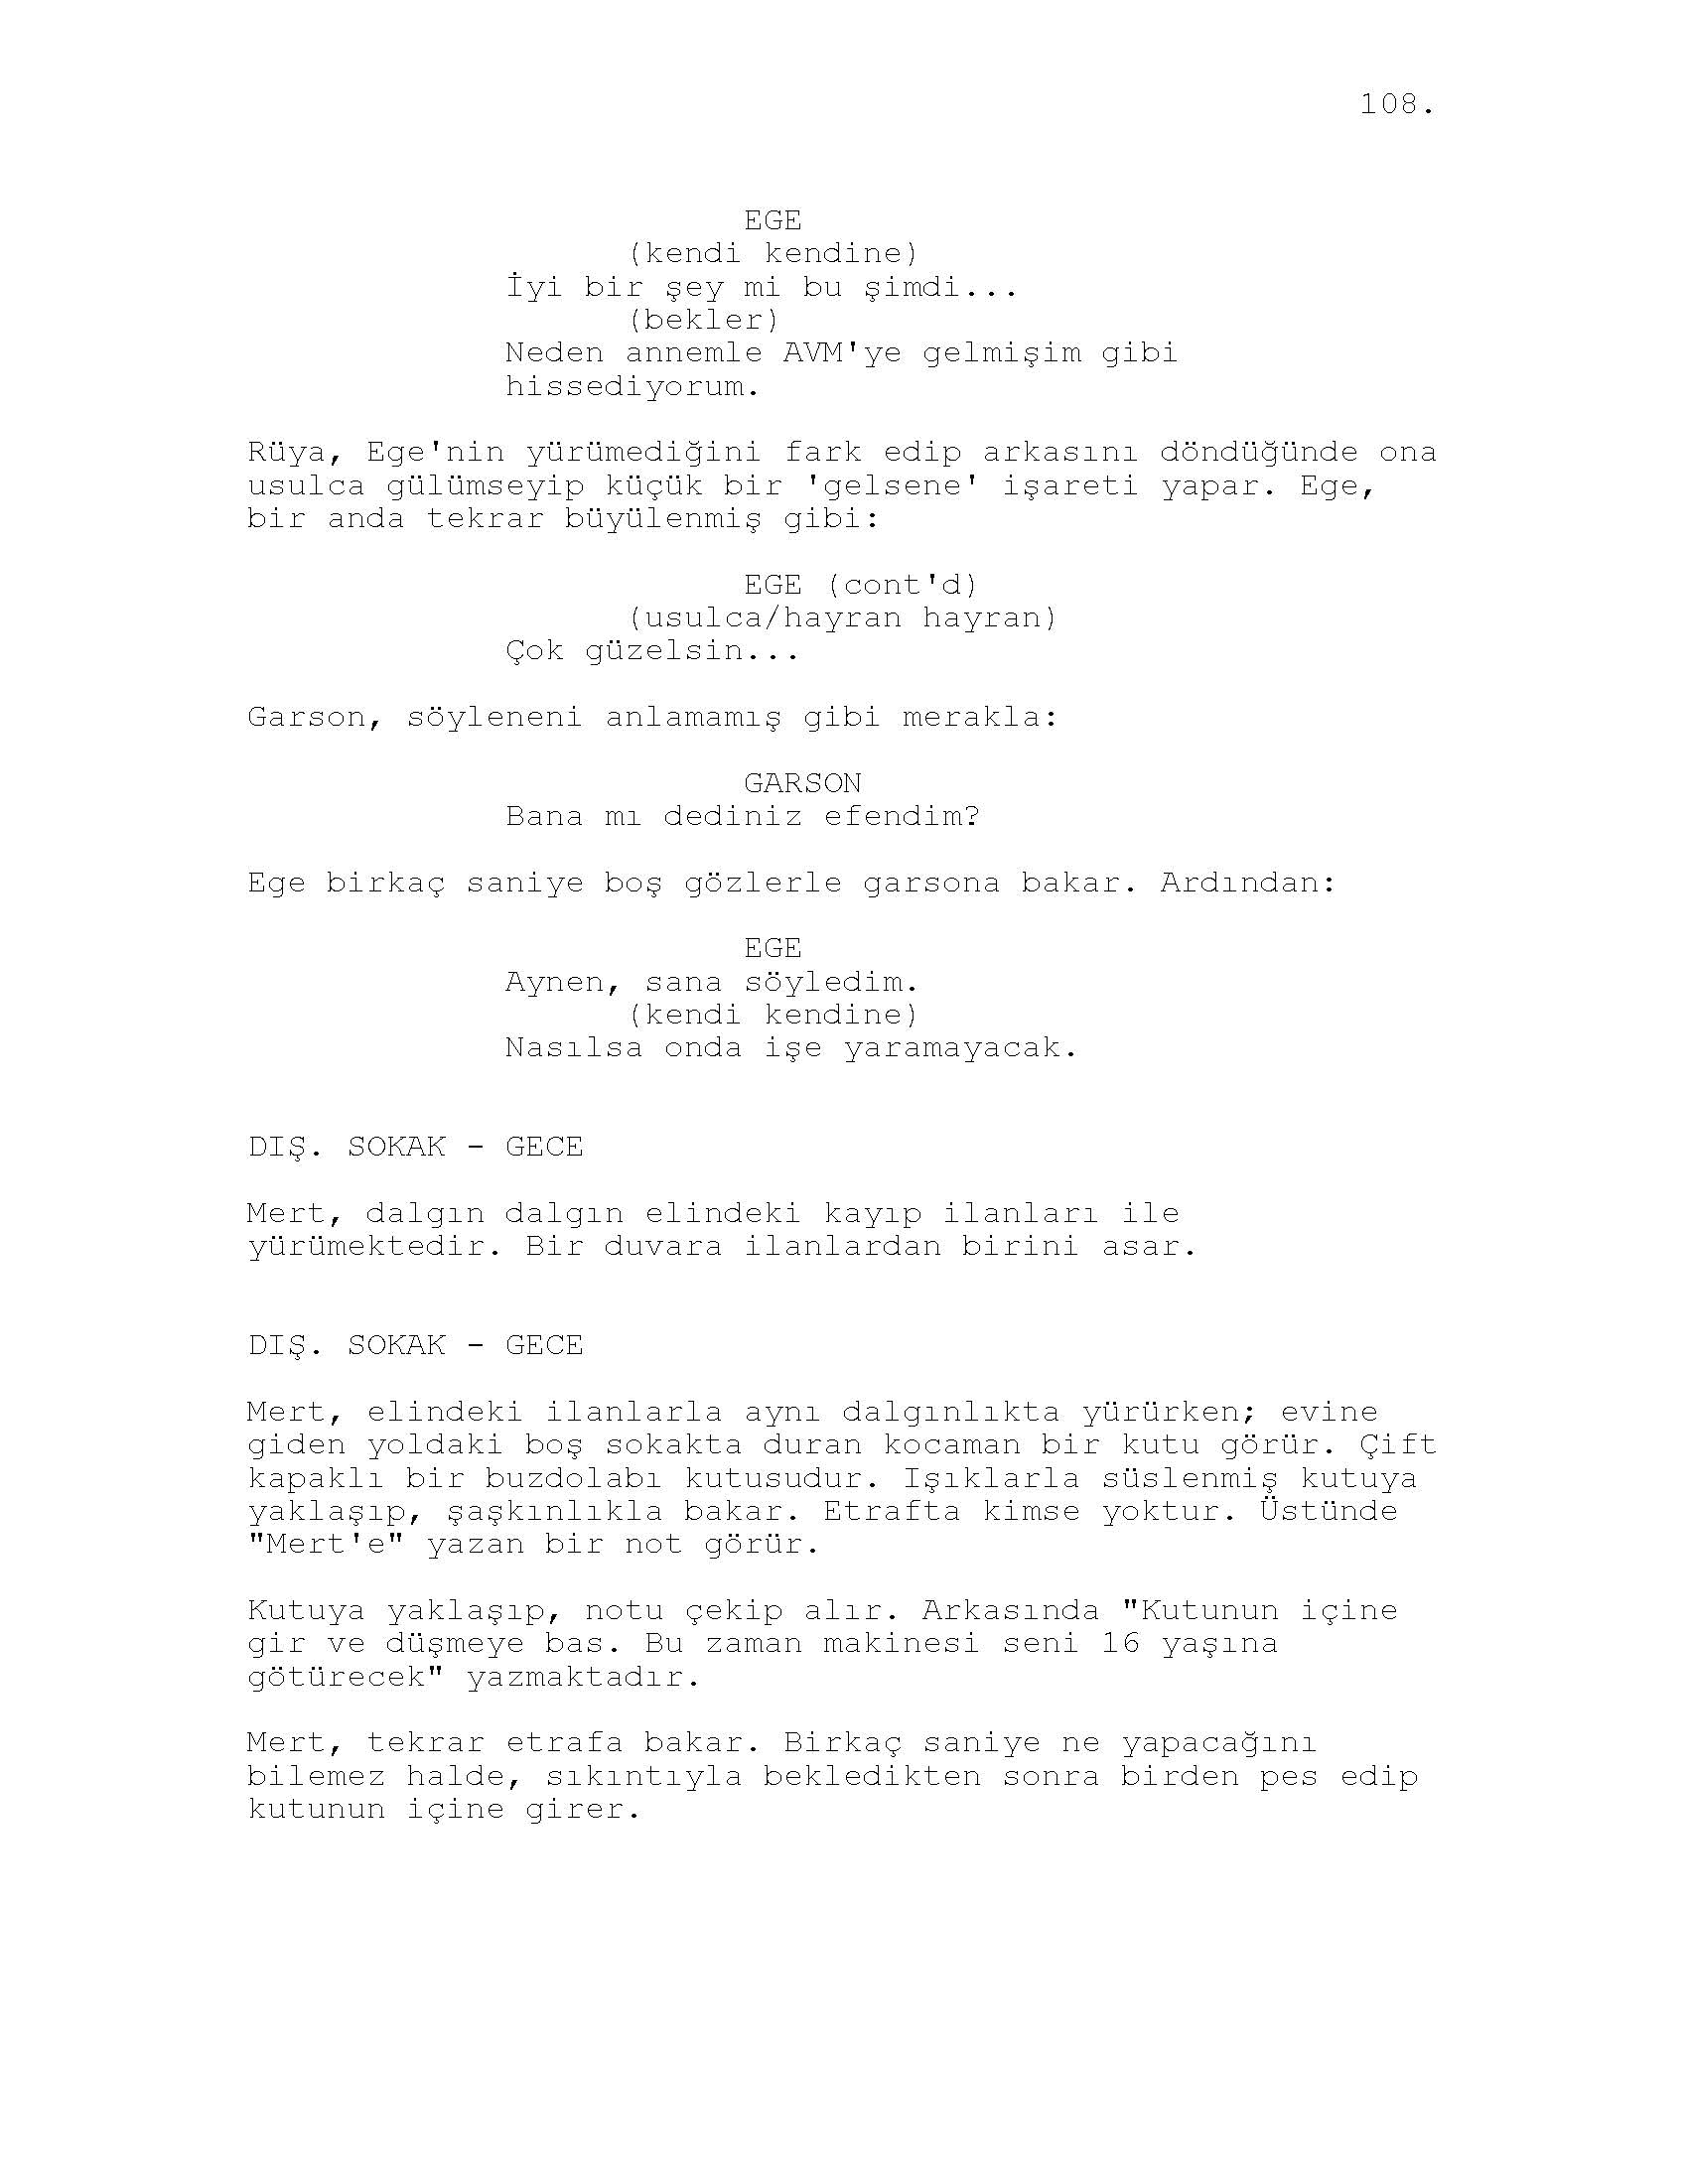 108.
EGE
(kendi kendine)
İyi bir şey mi bu şimdi...
(bekler)
Neden annemle AVM'ye gelmişim gibi
hissediyorum.
Rüya, Ege'nin yürümediğini fark edip arkasını döndüğünde ona
usulca gülümseyip küçük bir 'gelsene' işareti yapar. Ege,
bir anda tekrar büyülenmiş gibi:
EGE (cont'd)
(usulca/hayran hayran)
Çok güzelsin...
Garson, söyleneni anlamamış gibi merakla:
GARSON
Bana mı dediniz efendim?
Ege birkaç saniye boş gözlerle garsona bakar. Ardından:
EGE
Aynen, sana söyledim.
(kendi kendine)
Nasılsa onda işe yaramayacak.
DIŞ. SOKAK - GECE
Mert, dalgın dalgın elindeki kayıp ilanları ile
yürümektedir. Bir duvara ilanlardan birini asar.
DIŞ. SOKAK - GECE
Mert, elindeki ilanlarla aynı dalgınlıkta yürürken; evine
giden yoldaki boş sokakta duran kocaman bir kutu görür. Çift
kapaklı bir buzdolabı kutusudur. Işıklarla süslenmiş kutuya
yaklaşıp, şaşkınlıkla bakar. Etrafta kimse yoktur. Üstünde
"Mert'e" yazan bir not görür.
Kutuya yaklaşıp, notu çekip alır. Arkasında "Kutunun içine
gir ve düşmeye bas. Bu zaman makinesi seni 16 yaşına
götürecek" yazmaktadır.
Mert, tekrar etrafa bakar. Birkaç saniye ne yapacağını
bilemez halde, sıkıntıyla bekledikten sonra birden pes edip
kutunun içine girer.